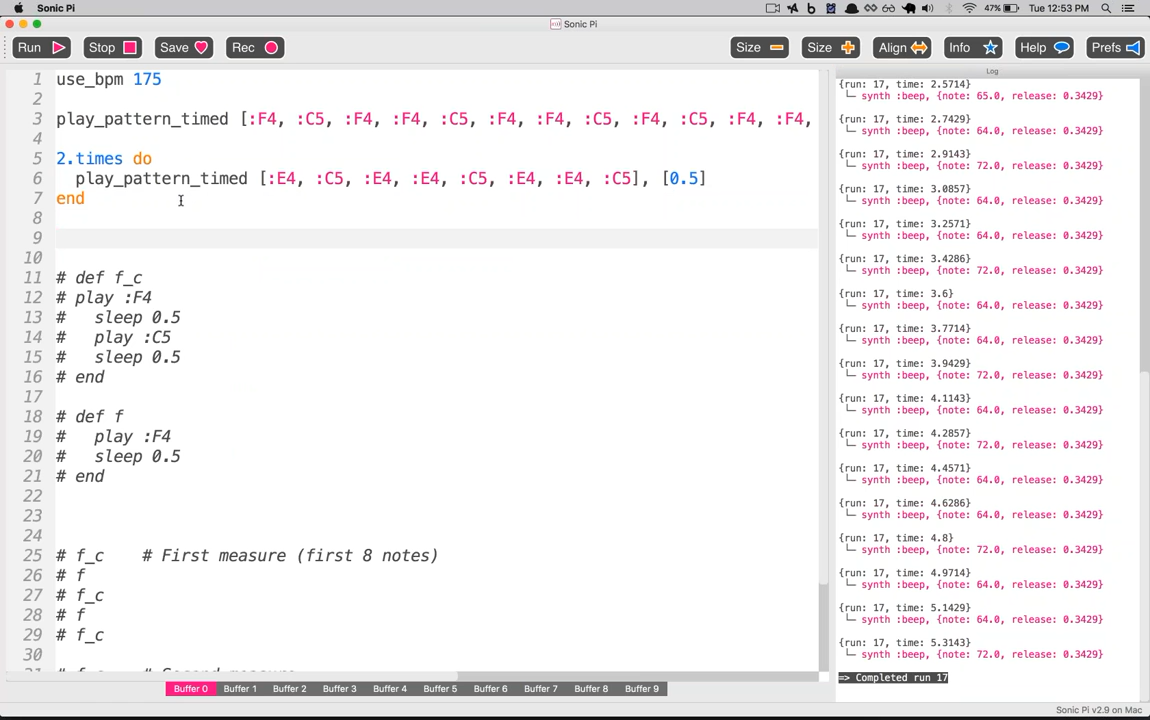 Sonic Pi
47%
Tue 12:53 PM
Sonic Pi
Run
Stop
Save
Rec
Size
Size
Align
Info
Help
Prefs
1 use_bpm 175
2
3 play_pattern_timed [:F4, :C5, :F4, :F4, :C5, :F4, :F4, :C5, :F4, :C5, :F4, :F4,
4
5 2.times do
6 play_pattern_timed [:E4, :C5, :E4, :E4, :C5, :E4, :E4, :C5], [0.5]
7 end
8
9
10
11 # def f_c
12 # play :F4
13 # sleep 0.5
14 # play :C5
15 # sleep 0.5
16 # end
17
18 # def f
19 # play :F4
20 # sleep 0.5
21 # end
22
23
24
25 # f_c # First measure (first 8 notes)
26 # f
27 # f_c
28 # f
29 # f_c
30
31 # f_c # Second measure
Log
{run: 17, time: 2.5714}
└─ synth :beep, {note: 65.0, release: 0.3429}
{run: 17, time: 2.7429}
└─ synth :beep, {note: 64.0, release: 0.3429}
{run: 17, time: 2.9143}
└─ synth :beep, {note: 72.0, release: 0.3429}
{run: 17, time: 3.0857}
└─ synth :beep, {note: 64.0, release: 0.3429}
{run: 17, time: 3.2571}
└─ synth :beep, {note: 64.0, release: 0.3429}
{run: 17, time: 3.4286}
└─ synth :beep, {note: 72.0, release: 0.3429}
{run: 17, time: 3.6}
└─ synth :beep, {note: 64.0, release: 0.3429}
{run: 17, time: 3.7714}
└─ synth :beep, {note: 64.0, release: 0.3429}
{run: 17, time: 3.9429}
└─ synth :beep, {note: 72.0, release: 0.3429}
{run: 17, time: 4.1143}
└─ synth :beep, {note: 64.0, release: 0.3429}
{run: 17, time: 4.2857}
└─ synth :beep, {note: 72.0, release: 0.3429}
{run: 17, time: 4.4571}
└─ synth :beep, {note: 64.0, release: 0.3429}
{run: 17, time: 4.6286}
└─ synth :beep, {note: 64.0, release: 0.3429}
{run: 17, time: 4.8}
└─ synth :beep, {note: 72.0, release: 0.3429}
{run: 17, time: 4.9714}
└─ synth :beep, {note: 64.0, release: 0.3429}
{run: 17, time: 5.1429}
└─ synth :beep, {note: 64.0, release: 0.3429}
{run: 17, time: 5.3143}
└─ synth :beep, {note: 72.0, release: 0.3429}
=> Completed run 17
Buffer 0
Buffer 1
Buffer 2
Buffer 3
Buffer 4
Buffer 5
Buffer 6
Buffer 7
Buffer 8
Buffer 9
Sonic Pi v2.9 on Mac